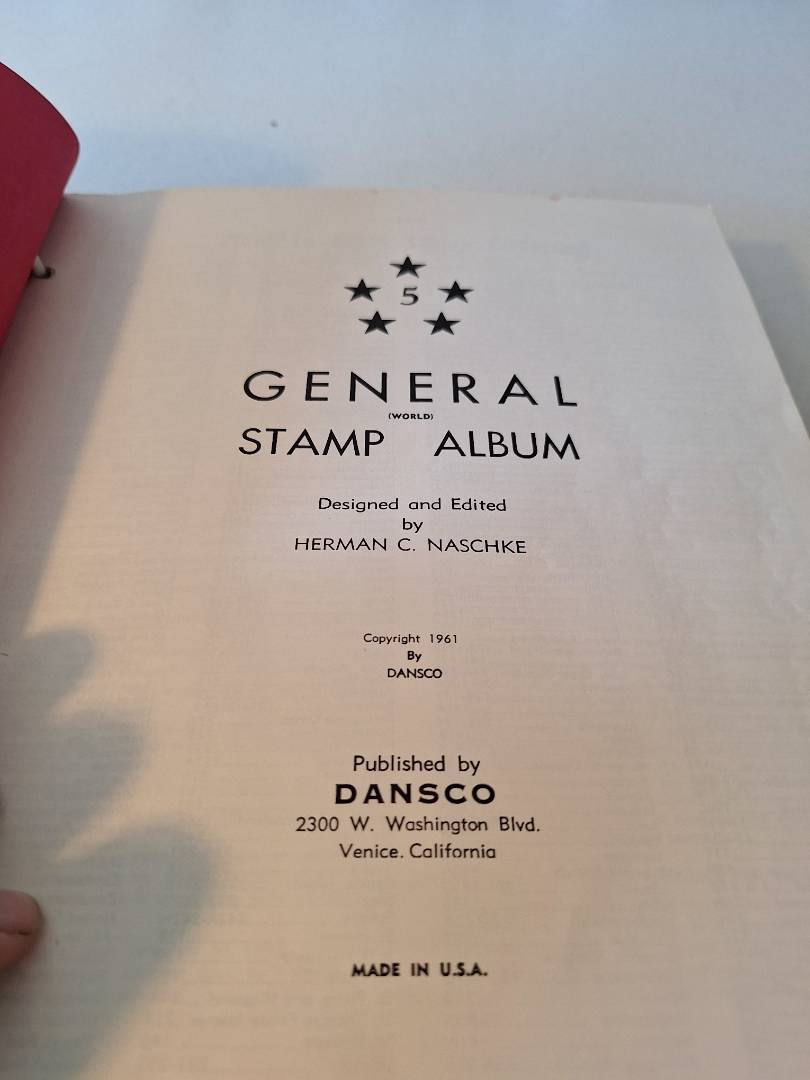 5
GENERAL
(WORLD)
STAMP ALBUM
Designed and Edited
by
HERMAN C. NASCHKE
Copyright 1961
By
DANSCO
Published by
DANSCO
2300 W. Washington Blvd.
Venice. California
MADE IN U.S.A.